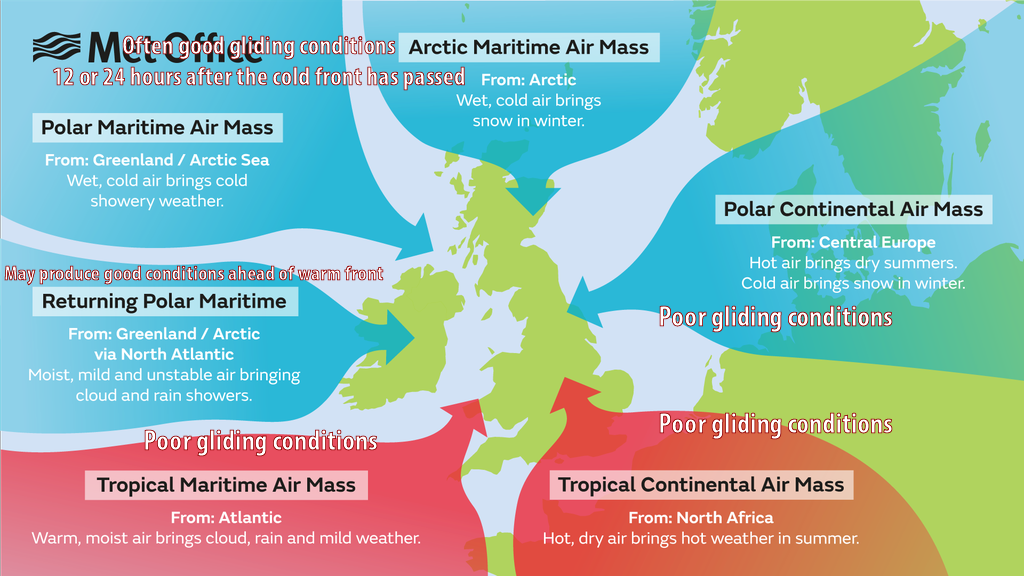 Met Office
Often good gliding conditions
12 or 24 hours after the cold front has passed
Arctic Maritime Air Mass
From: Arctic
Wet, cold air brings
snow in winter.
Polar Maritime Air Mass
From: Greenland / Arctic Sea
Wet, cold air brings cold
showery weather.
Polar Continental Air Mass
From: Central Europe
Hot air brings dry summers.
Cold air brings snow in winter.
Poor gliding conditions
May produce good conditions ahead of warm front
Returning Polar Maritime
From: Greenland / Arctic
via North Atlantic
Moist, mild and unstable air bringing
cloud and rain showers.
Poor gliding conditions
Tropical Maritime Air Mass
From: Atlantic
Warm, moist air brings cloud, rain and mild weather.
Poor gliding conditions
Tropical Continental Air Mass
From: North Africa
Hot, dry air brings hot weather in summer.